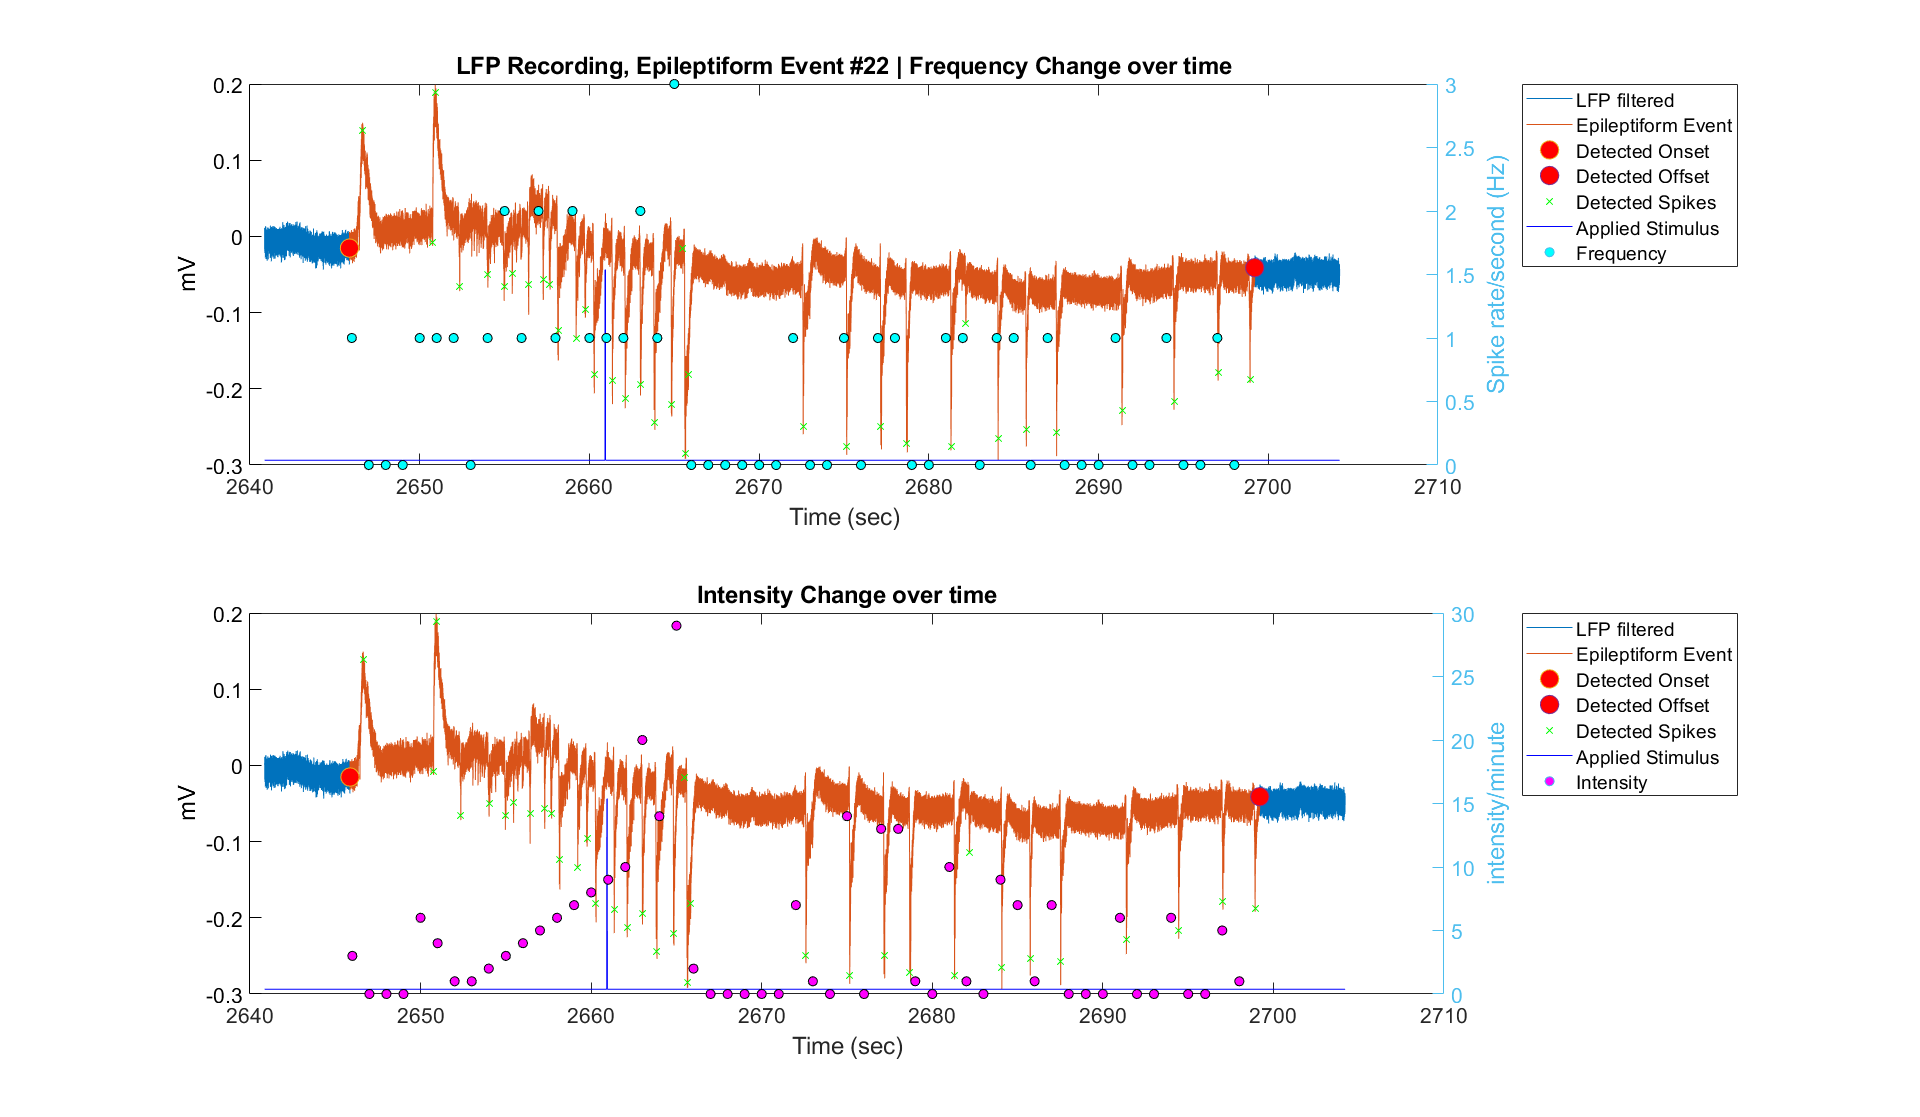 LFP Recording, Epileptiform Event #22 | Frequency Change over time
0.2
0.1
0
-0.1
-0.2
-0.3
mV
2640
2650
2660
2670
2680
2690
2700
2710
Time (sec)
3
2.5
2
1.5
1
0.5
0
Spike rate/second (Hz)
LFP filtered
Epileptiform Event
Detected Onset
Detected Offset
Detected Spikes
Applied Stimulus
Frequency
Intensity Change over time
0.2
0.1
0
-0.1
-0.2
-0.3
mV
2640
2650
2660
2670
2680
2690
2700
2710
Time (sec)
30
25
20
15
10
5
0
intensity/minute
LFP filtered
Epileptiform Event
Detected Onset
Detected Offset
Detected Spikes
Applied Stimulus
Intensity